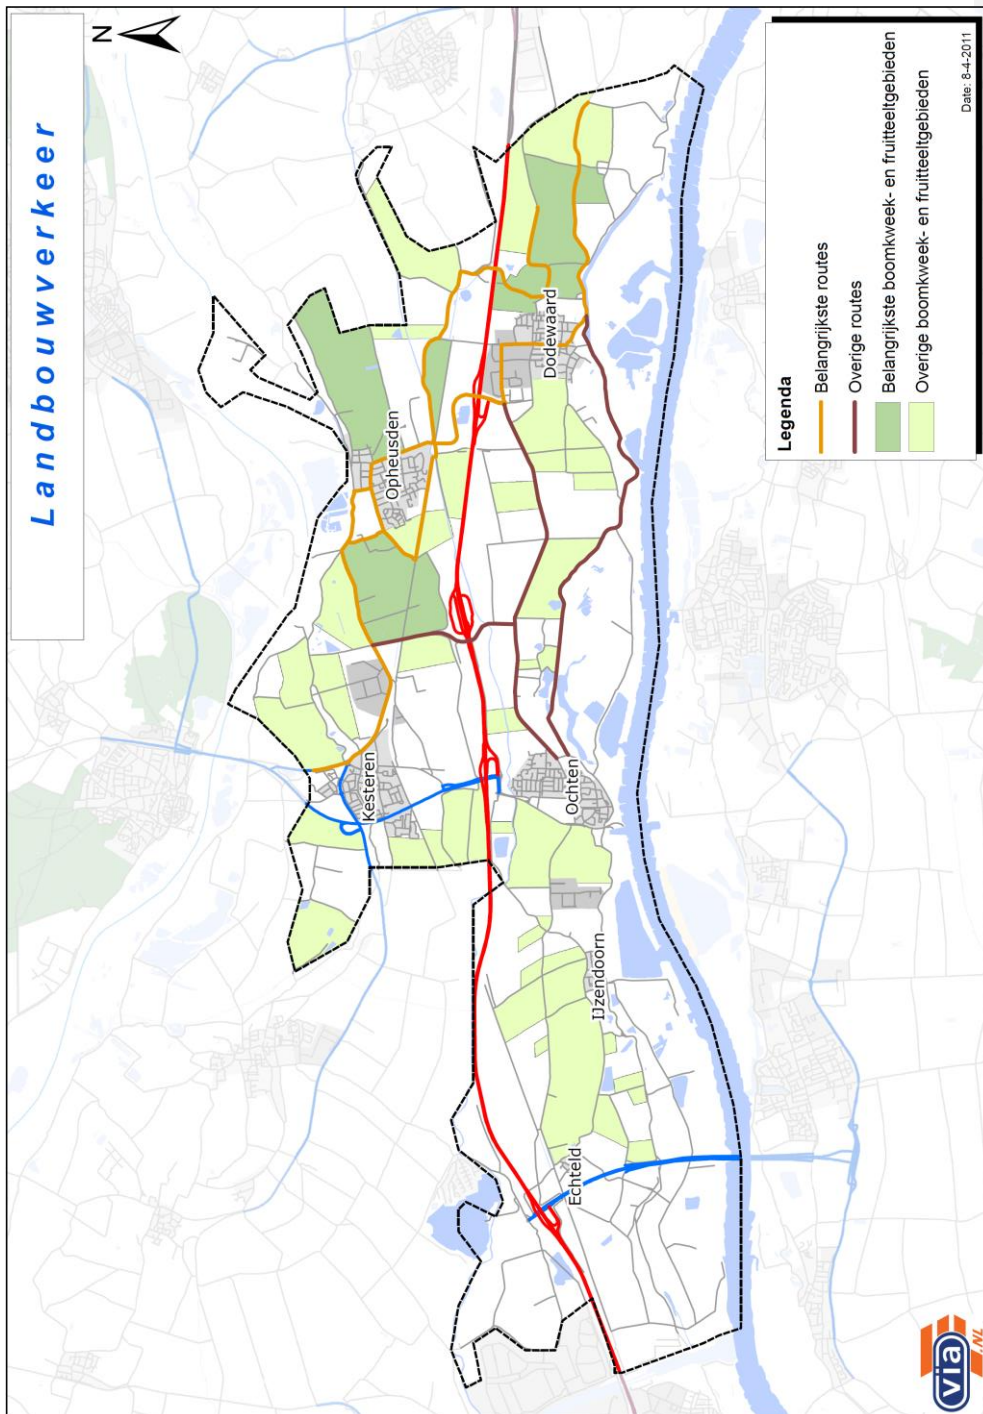 Landbouwverkeer
N
Opheusden
Dodewaard
Kesteren
Ochten
IJzendoorn
Echteld
Legenda
Belangrijkste routes
Overige routes
Belangrijkste boomkweek- en fruitteeltgebieden
Overige boomkweek- en fruitteeltgebieden
Date: 8-4-2011
via
.NL